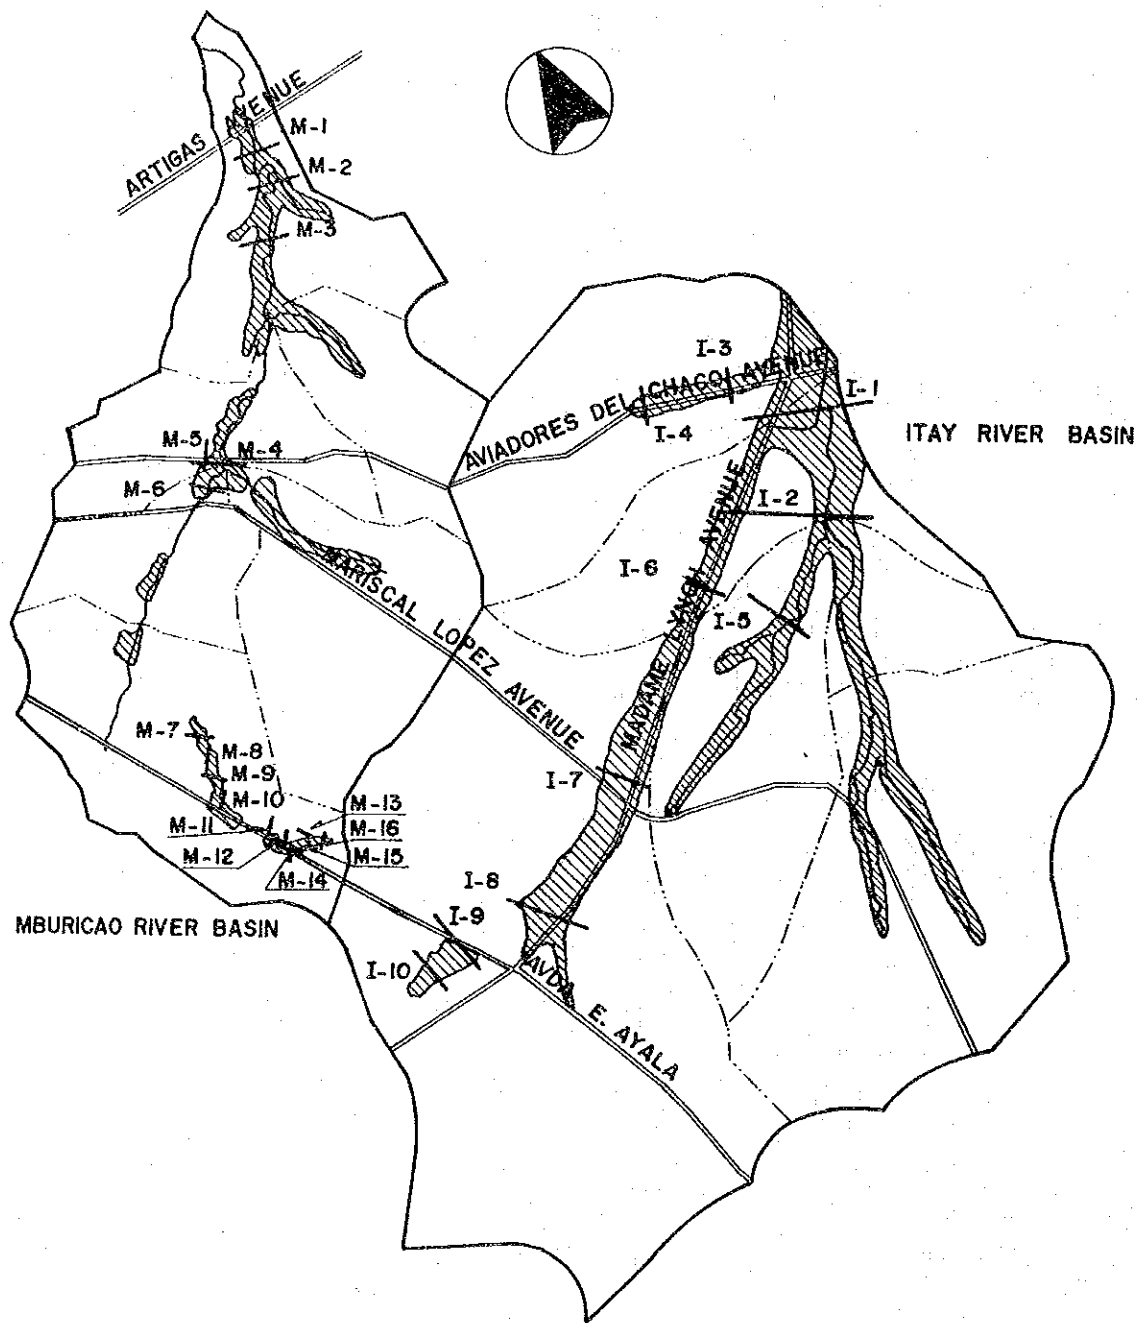 ARTIGAS AVENUE
M-1
M-2
M-3
I-3
AVIADORES DEL CHACO AVENUE
I-1
I-4
ITAY RIVER BASIN
M-5
M-4
M-6
I-2
I-6
I-5
MARISCAL LOPEZ AVENUE
MADAME LYNCH AVENUE
M-7
M-8
M-9
M-10
I-7
M-13
M-11
M-16
M-12
M-15
M-14
I-8
I-9
MBURICAO RIVER BASIN
I-10
AVDA E. AYALA